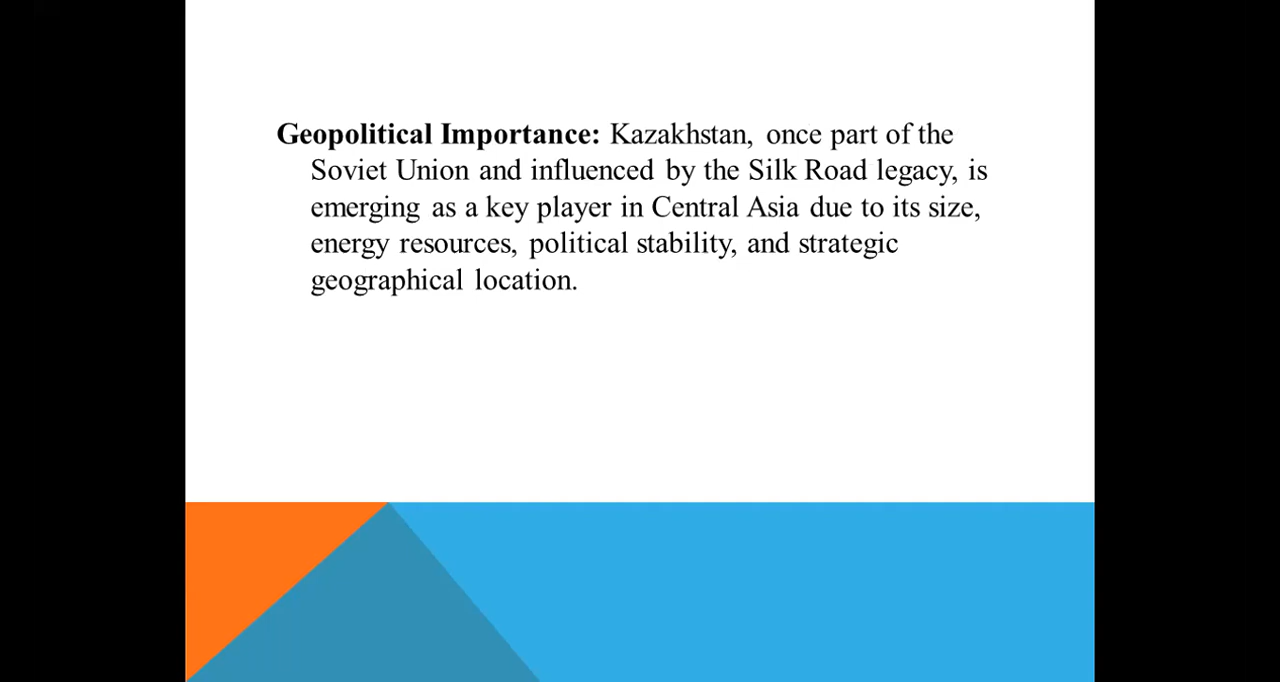 Geopolitical Importance: Kazakhstan, once part of the
Soviet Union and influenced by the Silk Road legacy, is
emerging as a key player in Central Asia due to its size,
energy resources, political stability, and strategic
geographical location.